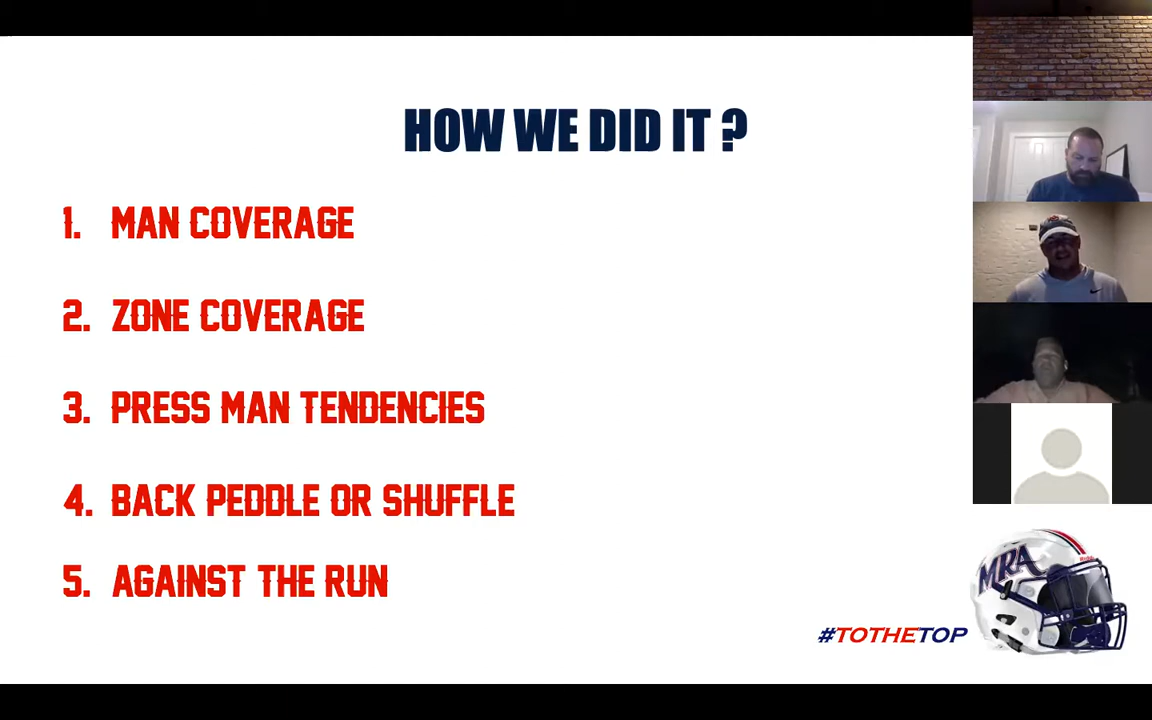 HOW WE DID IT ?
1. MAN COVERAGE
2. ZONE COVERAGE
3. PRESS MAN TENDENCIES
4. BACK PEDDLE OR SHUFFLE
5. AGAINST THE RUN
#TOTHETOP
MRA
Riddell